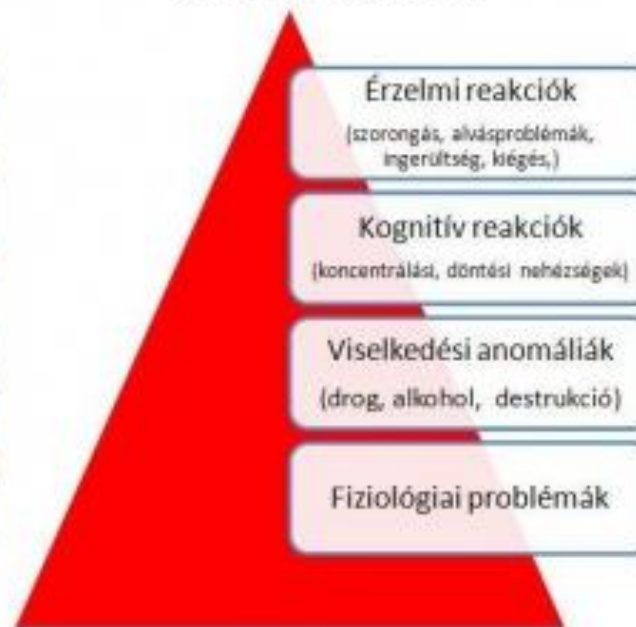 Érzelmi reakciók
(szorongás, alvásproblémák,
ingerültség, kiégés,)
Kognitív reakciók
(koncentrálási, döntési nehézségek)
Viselkedési anomáliák
(drog, alkohol, destrukció)
Fiziológiai problémák